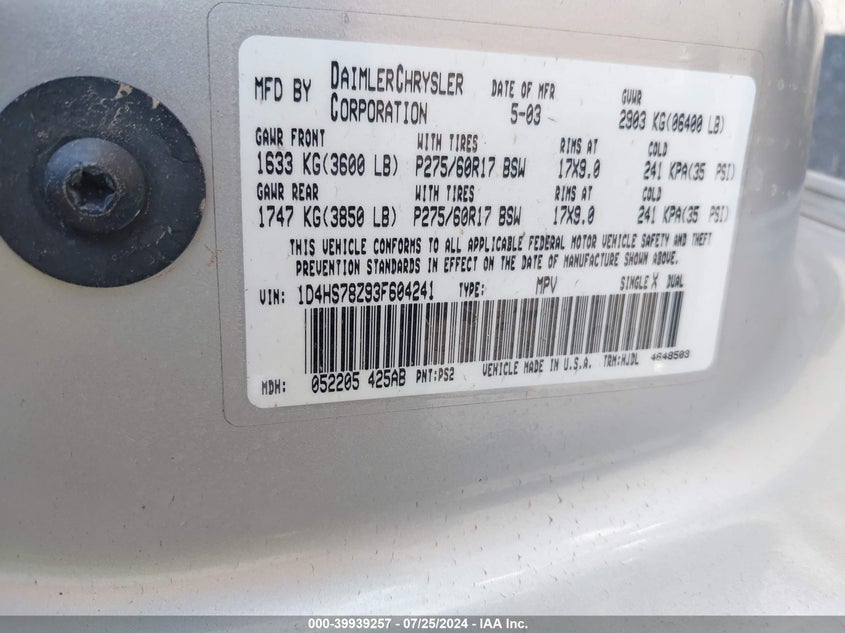 MFD BY DAIMLERCHRYSLER CORPORATION DATE OF MFR 5-03 GVWR 2903 KG(06400 LB)
GAWR FRONT WITH TIRES RIMS AT COLD
1633 KG(3600 LB) P275/60R17 BSW 17X9.0 241 KPA(35 PSI)
GAWR REAR WITH TIRES RIMS AT COLD
1747 KG(3850 LB) P275/60R17 BSW 17X9.0 241 KPA(35 PSI)
THIS VEHICLE CONFORMS TO ALL APPLICABLE FEDERAL MOTOR VEHICLE SAFETY AND THEFT
PREVENTION STANDARDS IN EFFECT ON THE DATE OF MANUFACTURE SHOWN ABOVE.
VIN: 1D4HS78Z93F604241 TYPE: MPV SINGLE X DUAL
MDH: 052205 425AB PNT:PS2 VEHICLE MADE IN U.S.A. TRM:HJDL 4648503
000-39939257 - 07/25/2024 - IAA Inc.